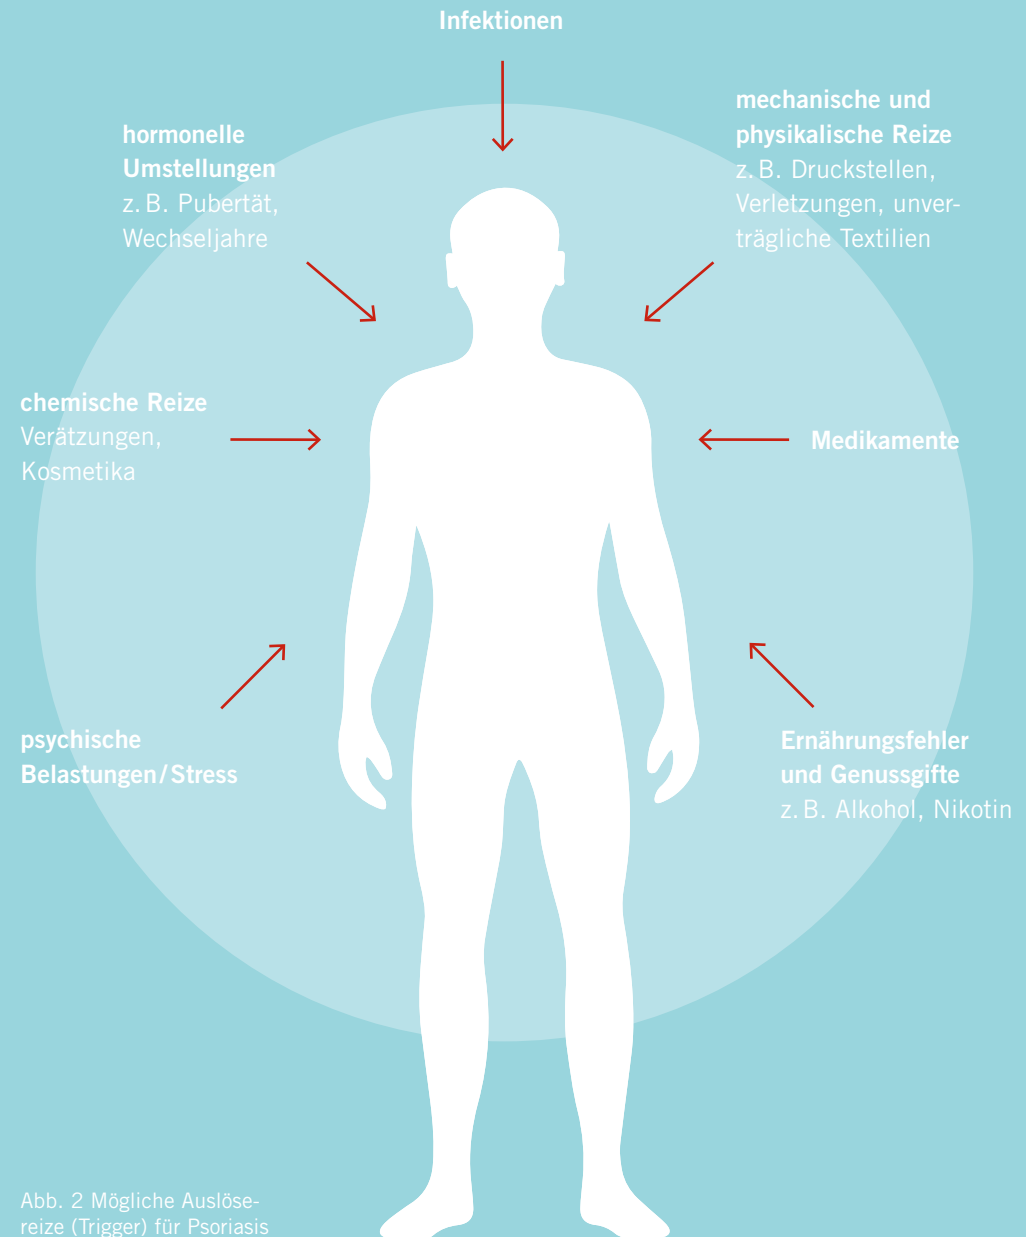 Infektionen
hormonelle
Umstellungen
z. B. Pubertät,
Wechseljahre
mechanische und
physikalische Reize
z. B. Druckstellen,
Verletzungen, unver-
trägliche Textilien
chemische Reize
Verätzungen,
Kosmetika
Medikamente
psychische
Belastungen/Stress
Ernährungsfehler
und Genussgifte
z. B. Alkohol, Nikotin
Abb. 2 Mögliche Auslöse-
reize (Trigger) für Psoriasis